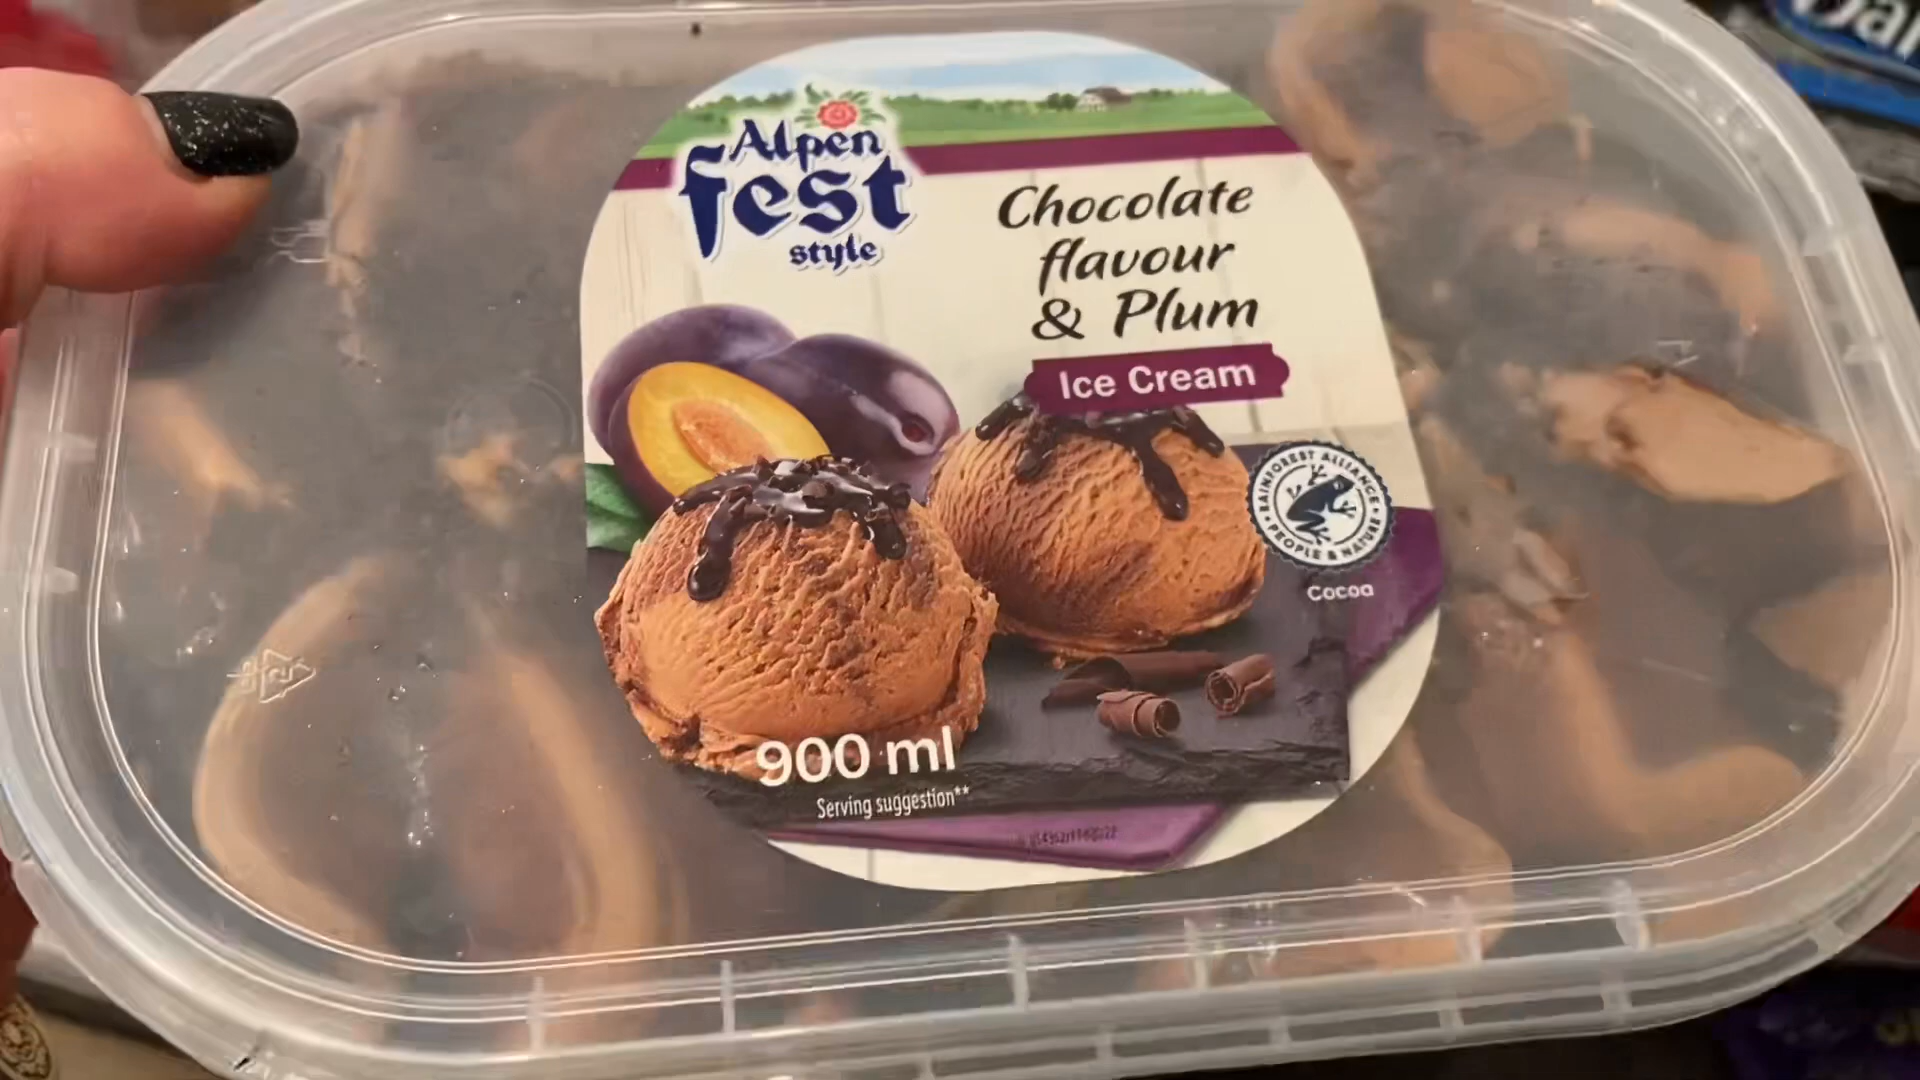 Alpen
fest
style
Chocolate
flavour
& Plum
Ice Cream
RAINFOREST ALLIANCE
PEOPLE & NATURE
Cocoa
900 ml
Serving suggestion**